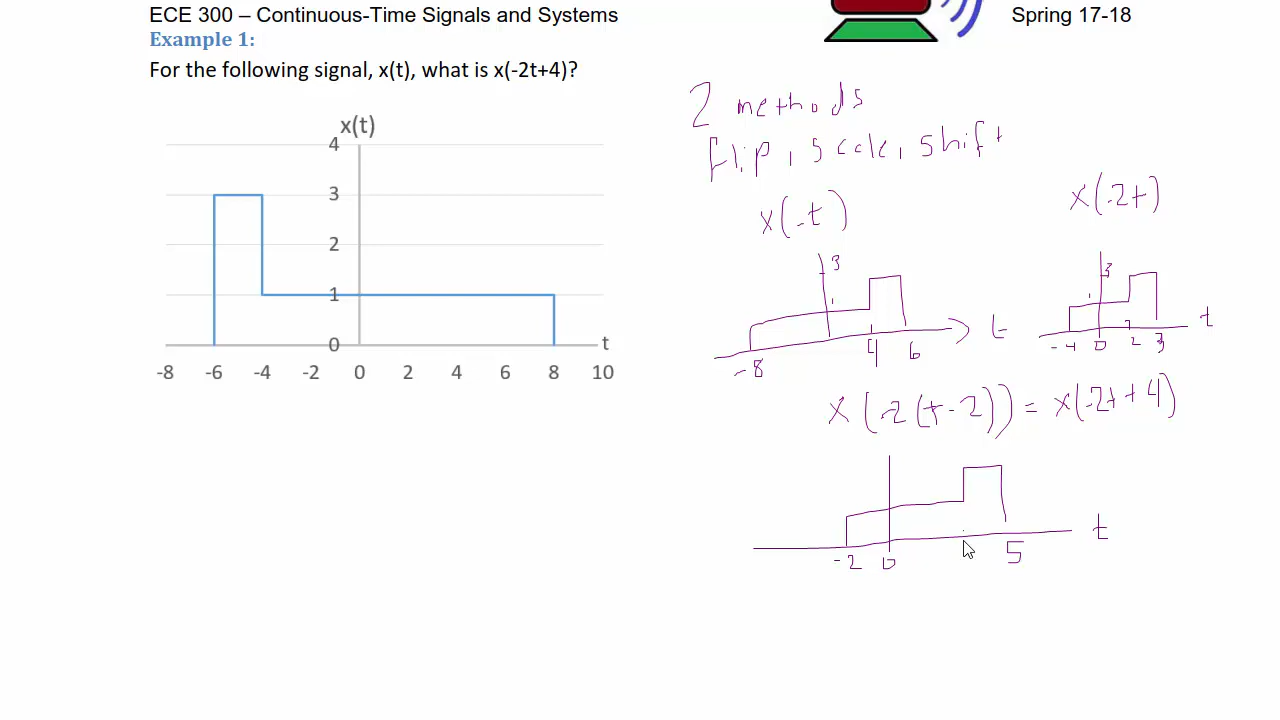 ECE 300 – Continuous-Time Signals and Systems
Spring 17-18
Example 1:
For the following signal, x(t), what is x(-2t+4)?
x(t)
4
3
2
1
0
t
-8 -6 -4 -2 0 2 4 6 8 10
2 methods
flip, scale, shift
x(-t)
3
1
t
-8 4 6
x(-2t)
3
1
t
-4 0 2 3
x(-2(t-2)) = x(-2t+4)
t
-2 0 5